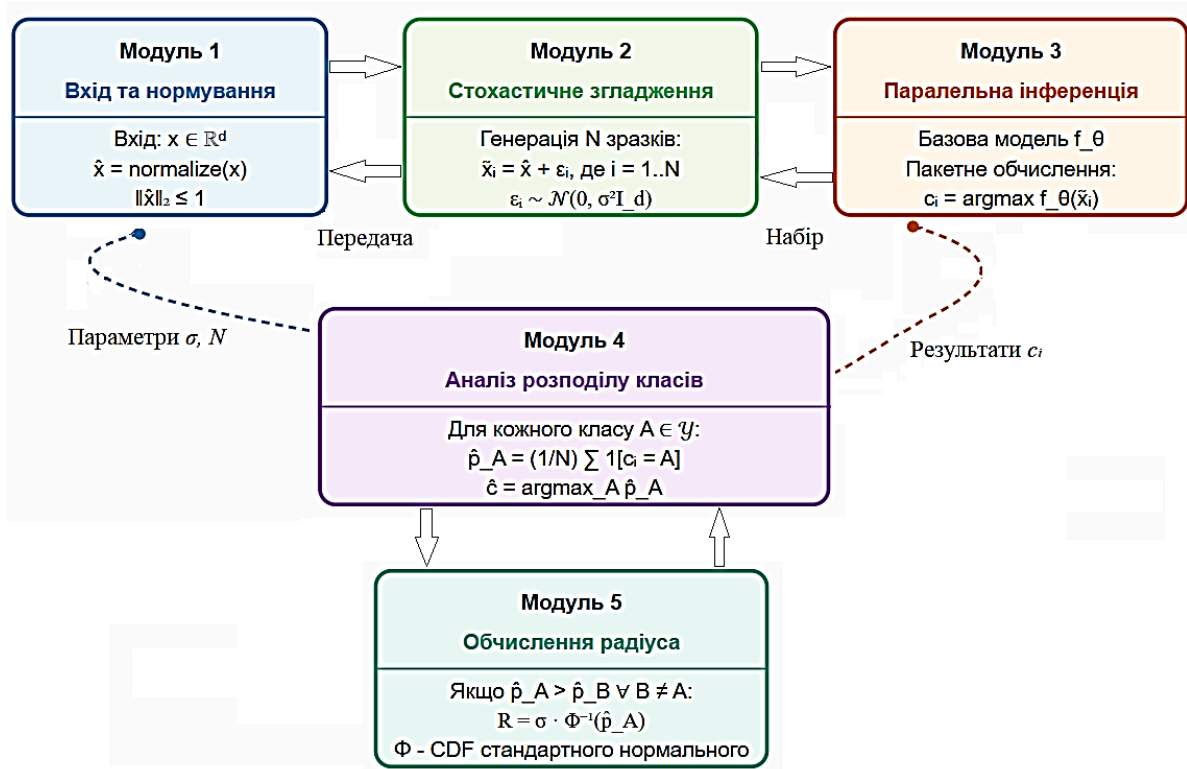 Модуль 1
Вхід та нормування
Вхід: x ∈ ℝᵈ
x̂ = normalize(x)
‖x̂‖₂ ≤ 1
Модуль 2
Стохастичне згладження
Генерація N зразків:
x̃ᵢ = x̂ + εᵢ, де i = 1..N
εᵢ ~ 𝒩(0, σ²I_d)
Модуль 3
Паралельна інференція
Базова модель f_θ
Пакетне обчислення:
cᵢ = argmax f_θ(x̃ᵢ)
Передача
Набір
Параметри σ, N
Результати cᵢ
Модуль 4
Аналіз розподілу класів
Для кожного класу A ∈ 𝒴:
p̂_A = (1/N) ∑ 1[cᵢ = A]
ĉ = argmax_A p̂_A
Модуль 5
Обчислення радіуса
Якщо p̂_A > p̂_B ∀ B ≠ A:
R = σ · Φ⁻¹(p̂_A)
Φ - CDF стандартного нормального